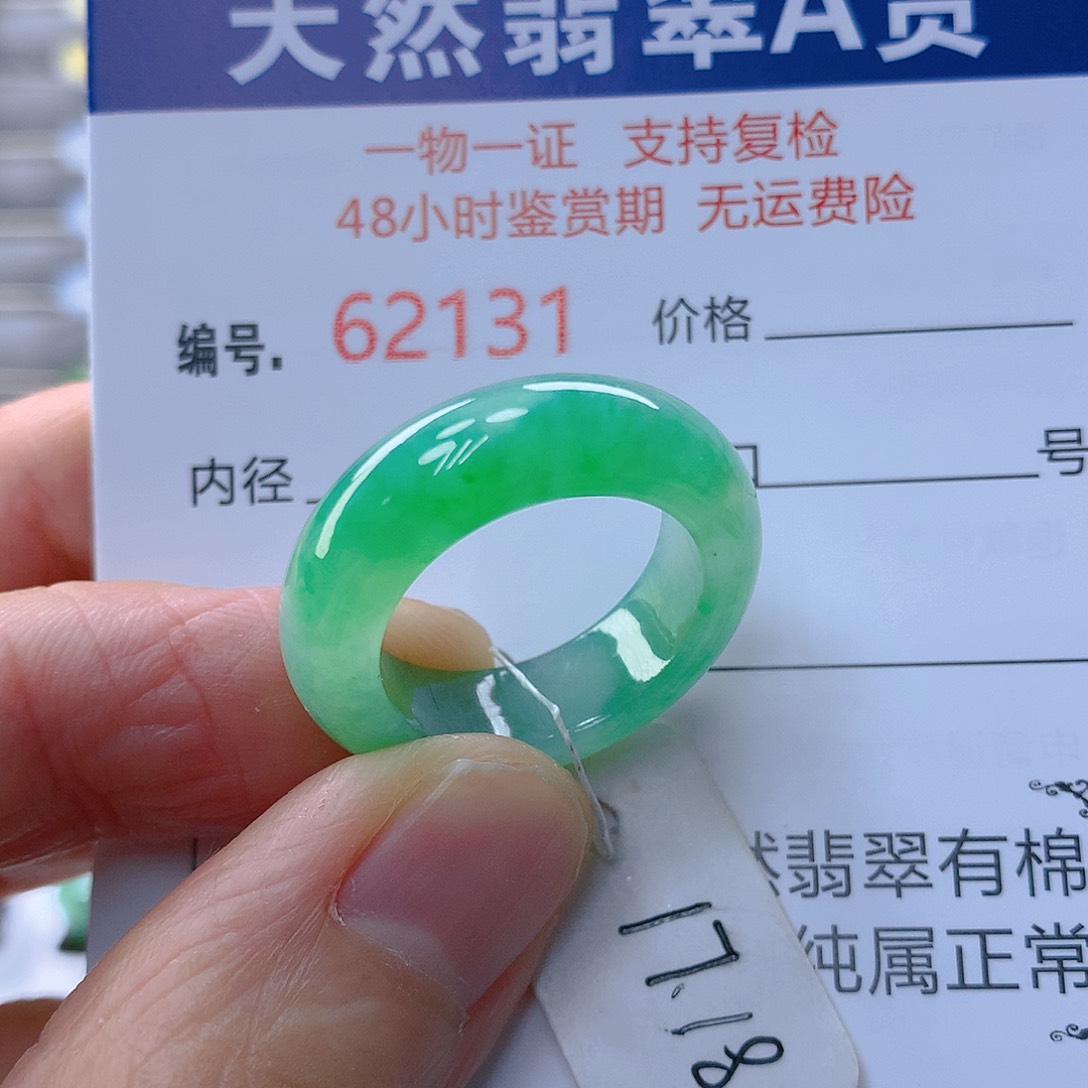 天然翡翠A货
一物一证 支持复检
48小时鉴赏期 无运费险
编号. 62131 价格
内径 口 号
然翡翠有棉
纯属正常
17.18